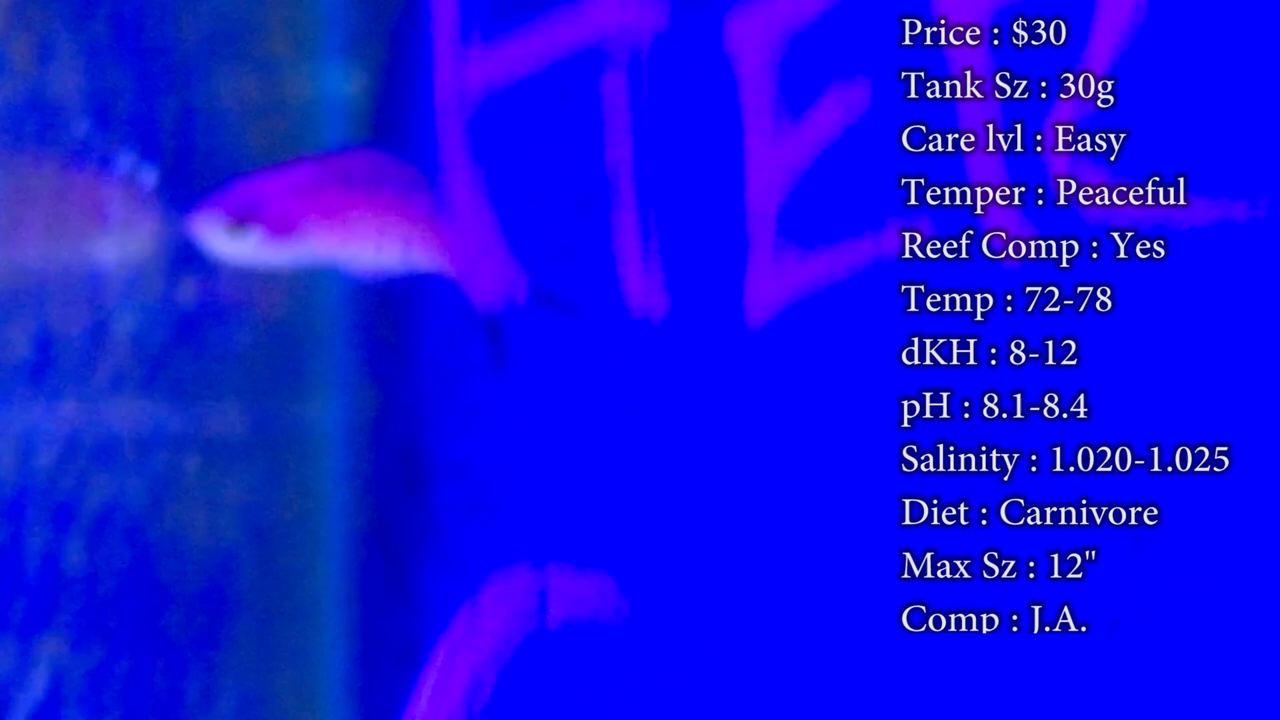 Price : $30
Tank Sz : 30g
Care lvl : Easy
Temper : Peaceful
Reef Comp : Yes
Temp : 72-78
dKH : 8-12
pH : 8.1-8.4
Salinity : 1.020-1.025
Diet : Carnivore
Max Sz : 12"
Comp : J.A.